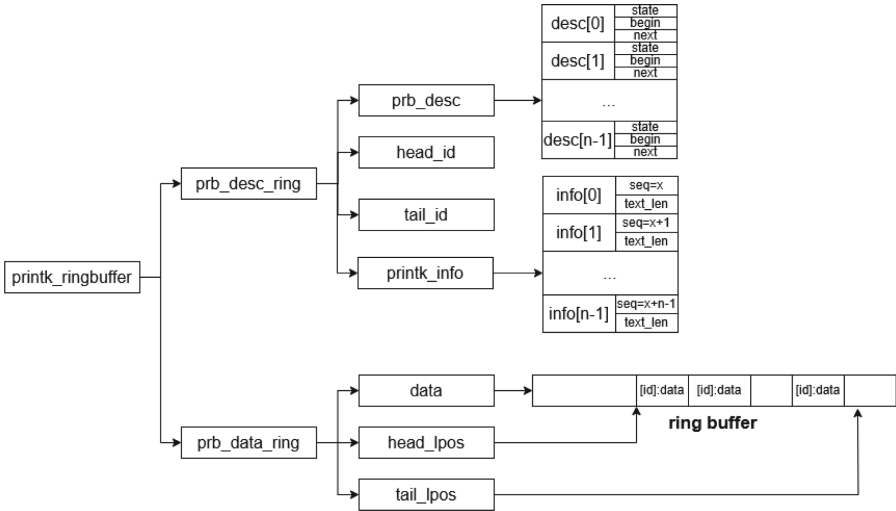 state
desc[0] begin
next
state
desc[1] begin
next
prb_desc
...
state
desc[n-1] begin
next
head_id
prb_desc_ring
seq=x
info[0]
text_len
tail_id
seq=x+1
info[1]
text_len
printk_ringbuffer
printk_info
...
seq=x+n-1
info[n-1]
text_len
data
[id]:data [id]:data [id]:data
ring buffer
prb_data_ring
head_lpos
tail_lpos